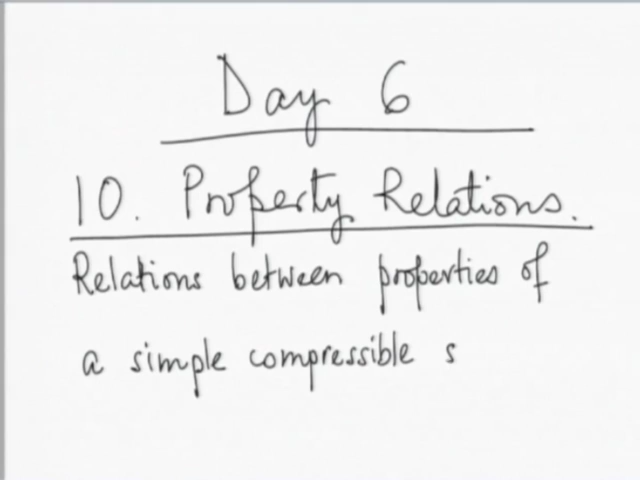 Day 6
10. Property Relations.
Relations between properties of
a simple compressible s